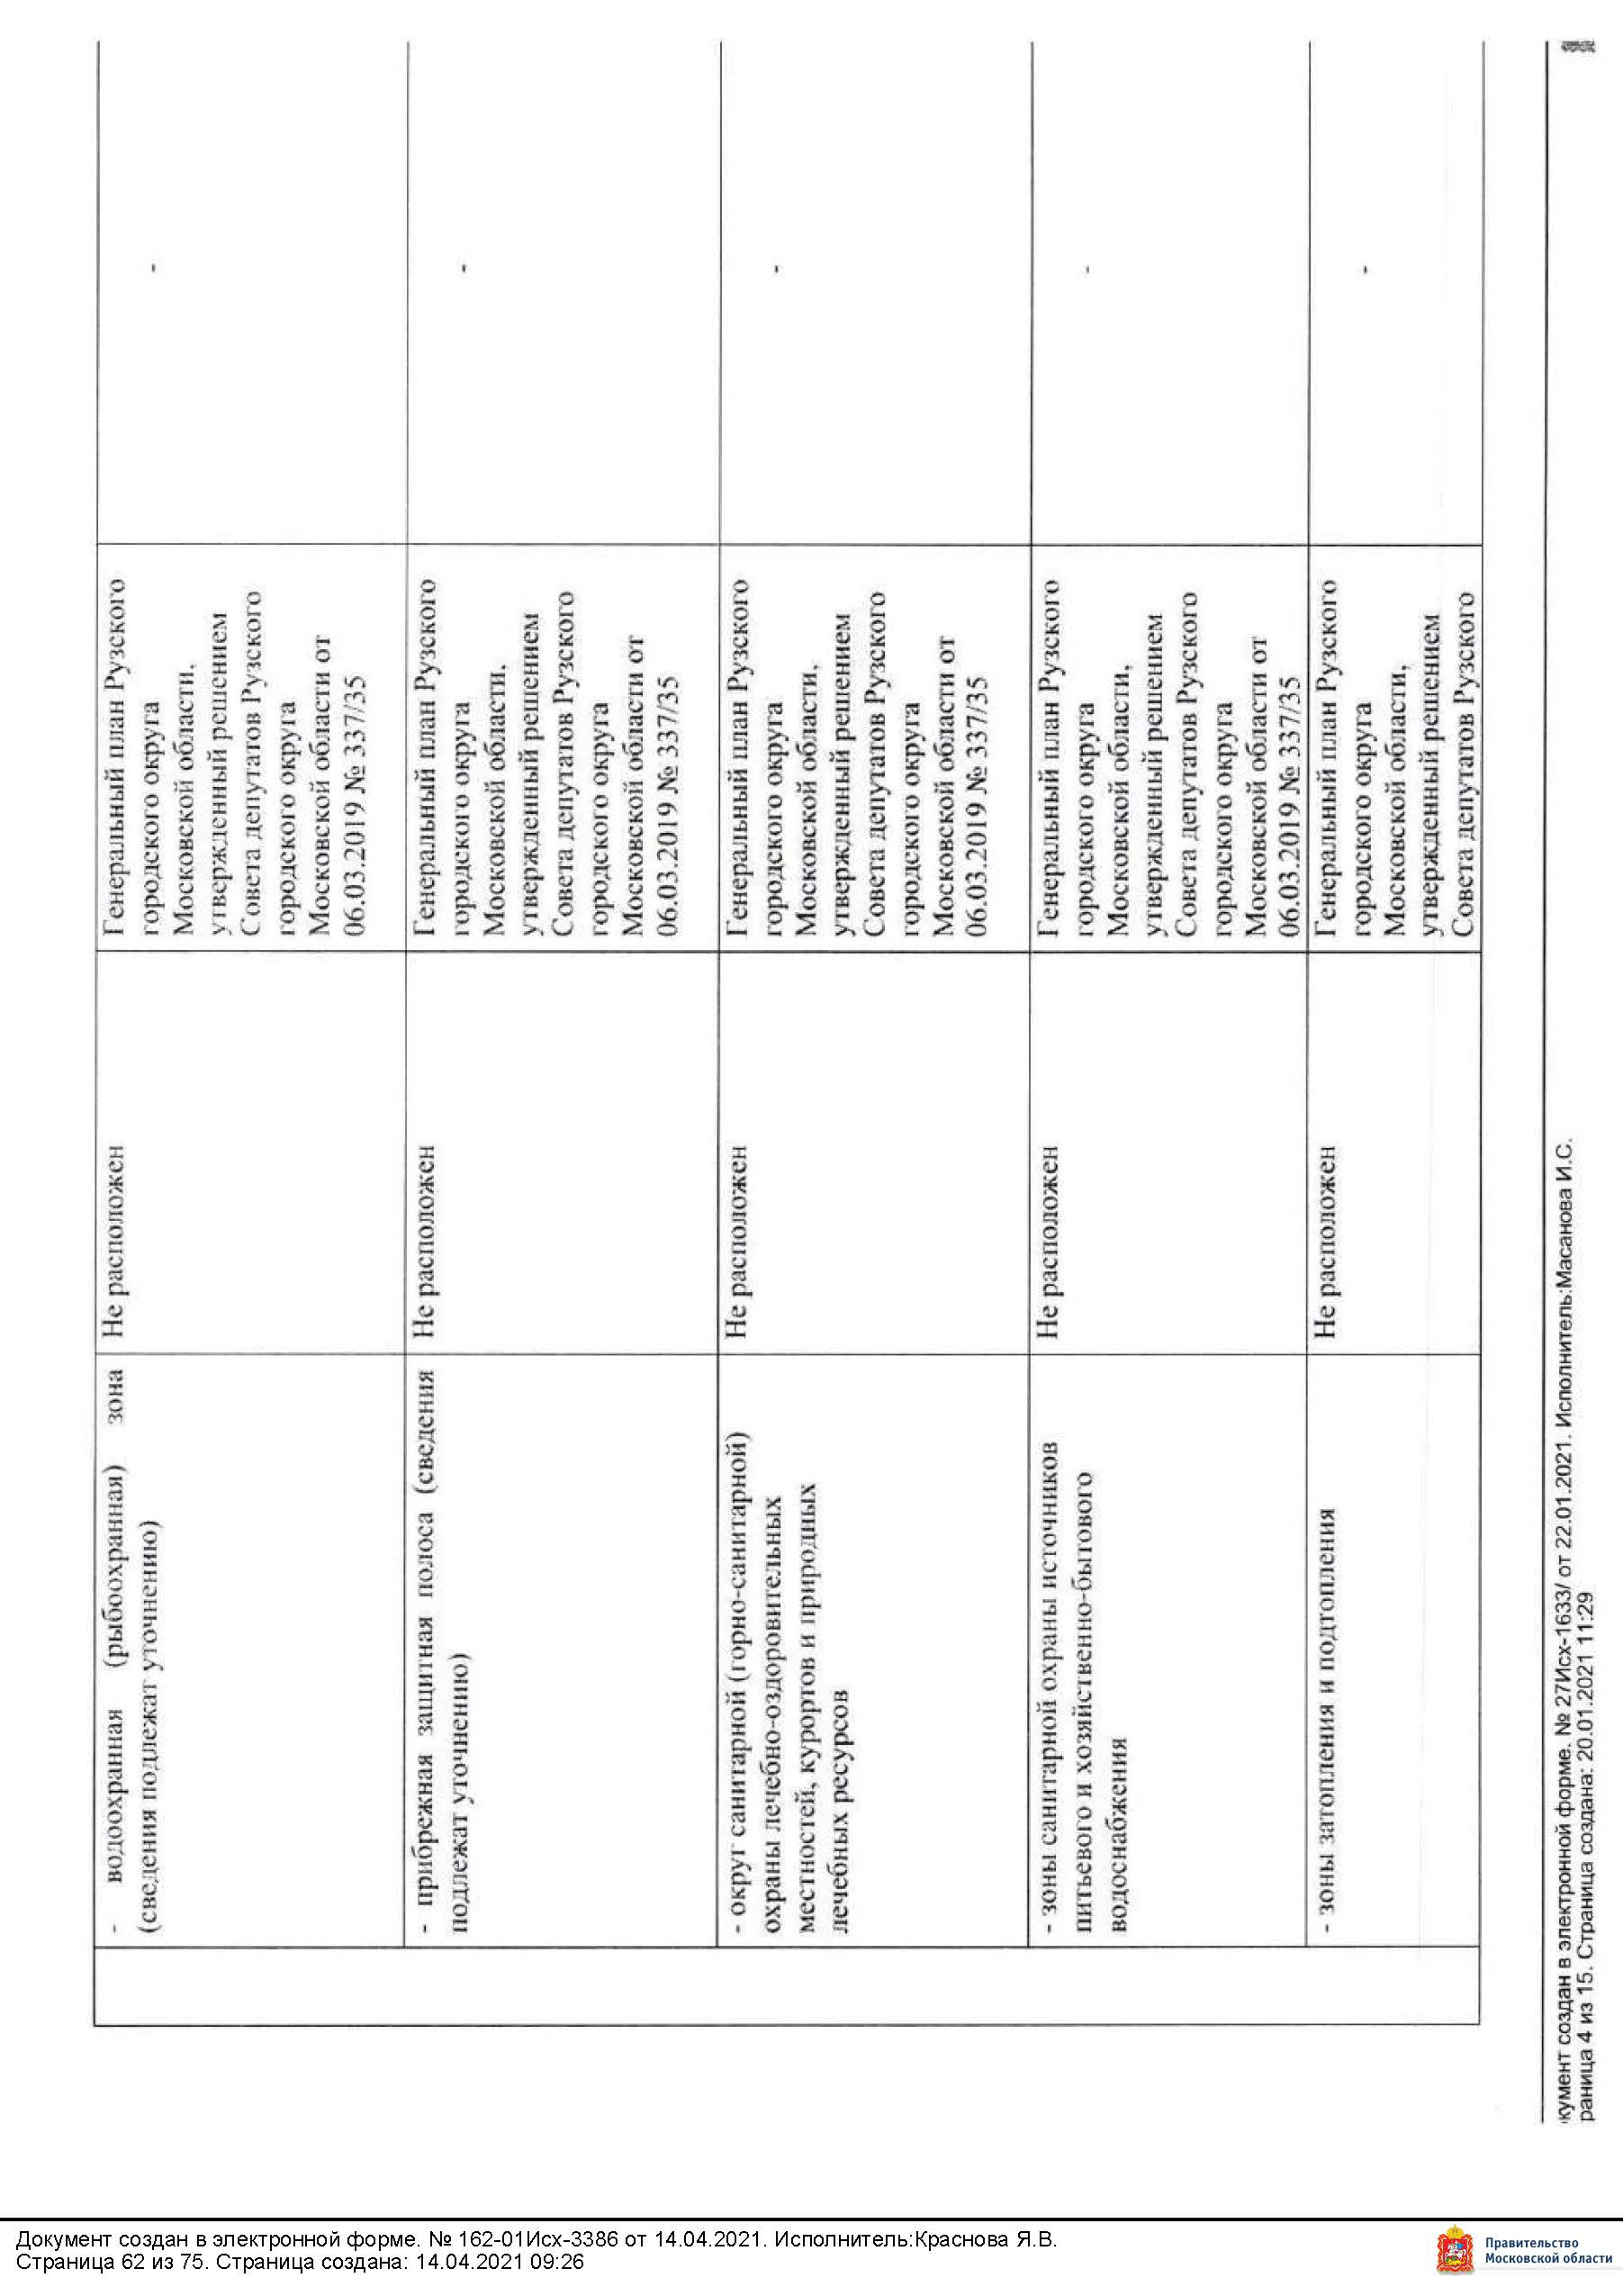 - водоохранная (рыбоохранная) зона
(сведения подлежат уточнению)
Не расположен
Генеральный план Рузского
городского округа
Московской области,
утвержденный решением
Совета депутатов Рузского
городского округа
Московской области от
06.03.2019 № 337/35
-
- прибрежная защитная полоса (сведения
подлежат уточнению)
Не расположен
Генеральный план Рузского
городского округа
Московской области,
утвержденный решением
Совета депутатов Рузского
городского округа
Московской области от
06.03.2019 № 337/35
-
- округ санитарной (горно-санитарной)
охраны лечебно-оздоровительных
местностей, курортов и природных
лечебных ресурсов
Не расположен
Генеральный план Рузского
городского округа
Московской области,
утвержденный решением
Совета депутатов Рузского
городского округа
Московской области от
06.03.2019 № 337/35
-
- зоны санитарной охраны источников
питьевого и хозяйственно-бытового
водоснабжения
Не расположен
Генеральный план Рузского
городского округа
Московской области,
утвержденный решением
Совета депутатов Рузского
городского округа
Московской области от
06.03.2019 № 337/35
-
- зоны затопления и подтопления
Не расположен
Генеральный план Рузского
городского округа
Московской области,
утвержденный решением
Совета депутатов Рузского
-
кумент создан в электронной форме. № 27Исх-1633/ от 22.01.2021. Исполнитель:Масанова И.С.
раница 4 из 15. Страница создана: 20.01.2021 11:29
Документ создан в электронной форме. № 162-01Исх-3386 от 14.04.2021. Исполнитель:Краснова Я.В.
Страница 62 из 75. Страница создана: 14.04.2021 09:26
Правительство
Московской области